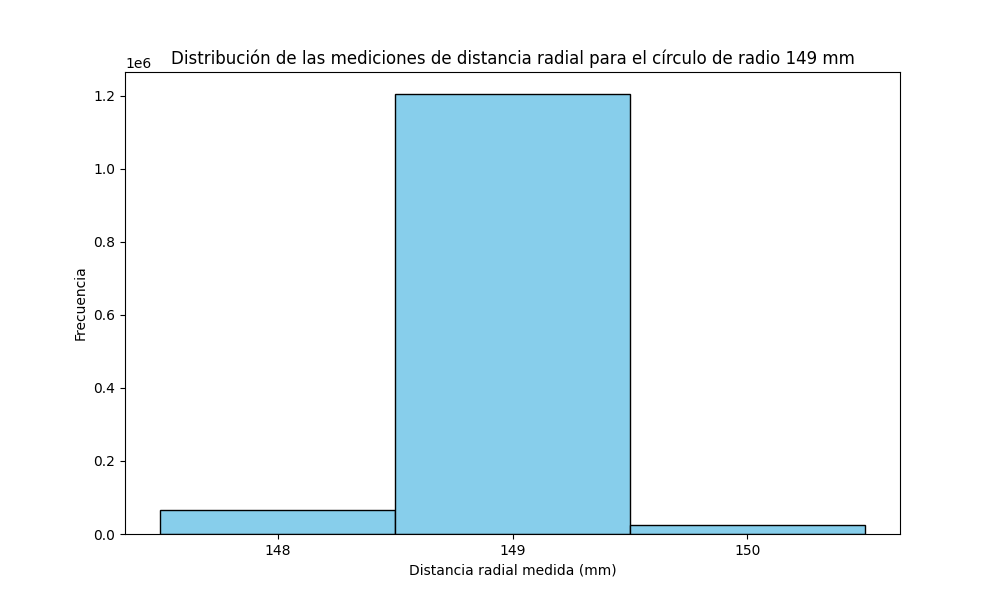 Distribución de las mediciones de distancia radial para el círculo de radio 149 mm
1e6
1.2
1.0
0.8
0.6
0.4
0.2
0.0
Frecuencia
148 149 150
Distancia radial medida (mm)